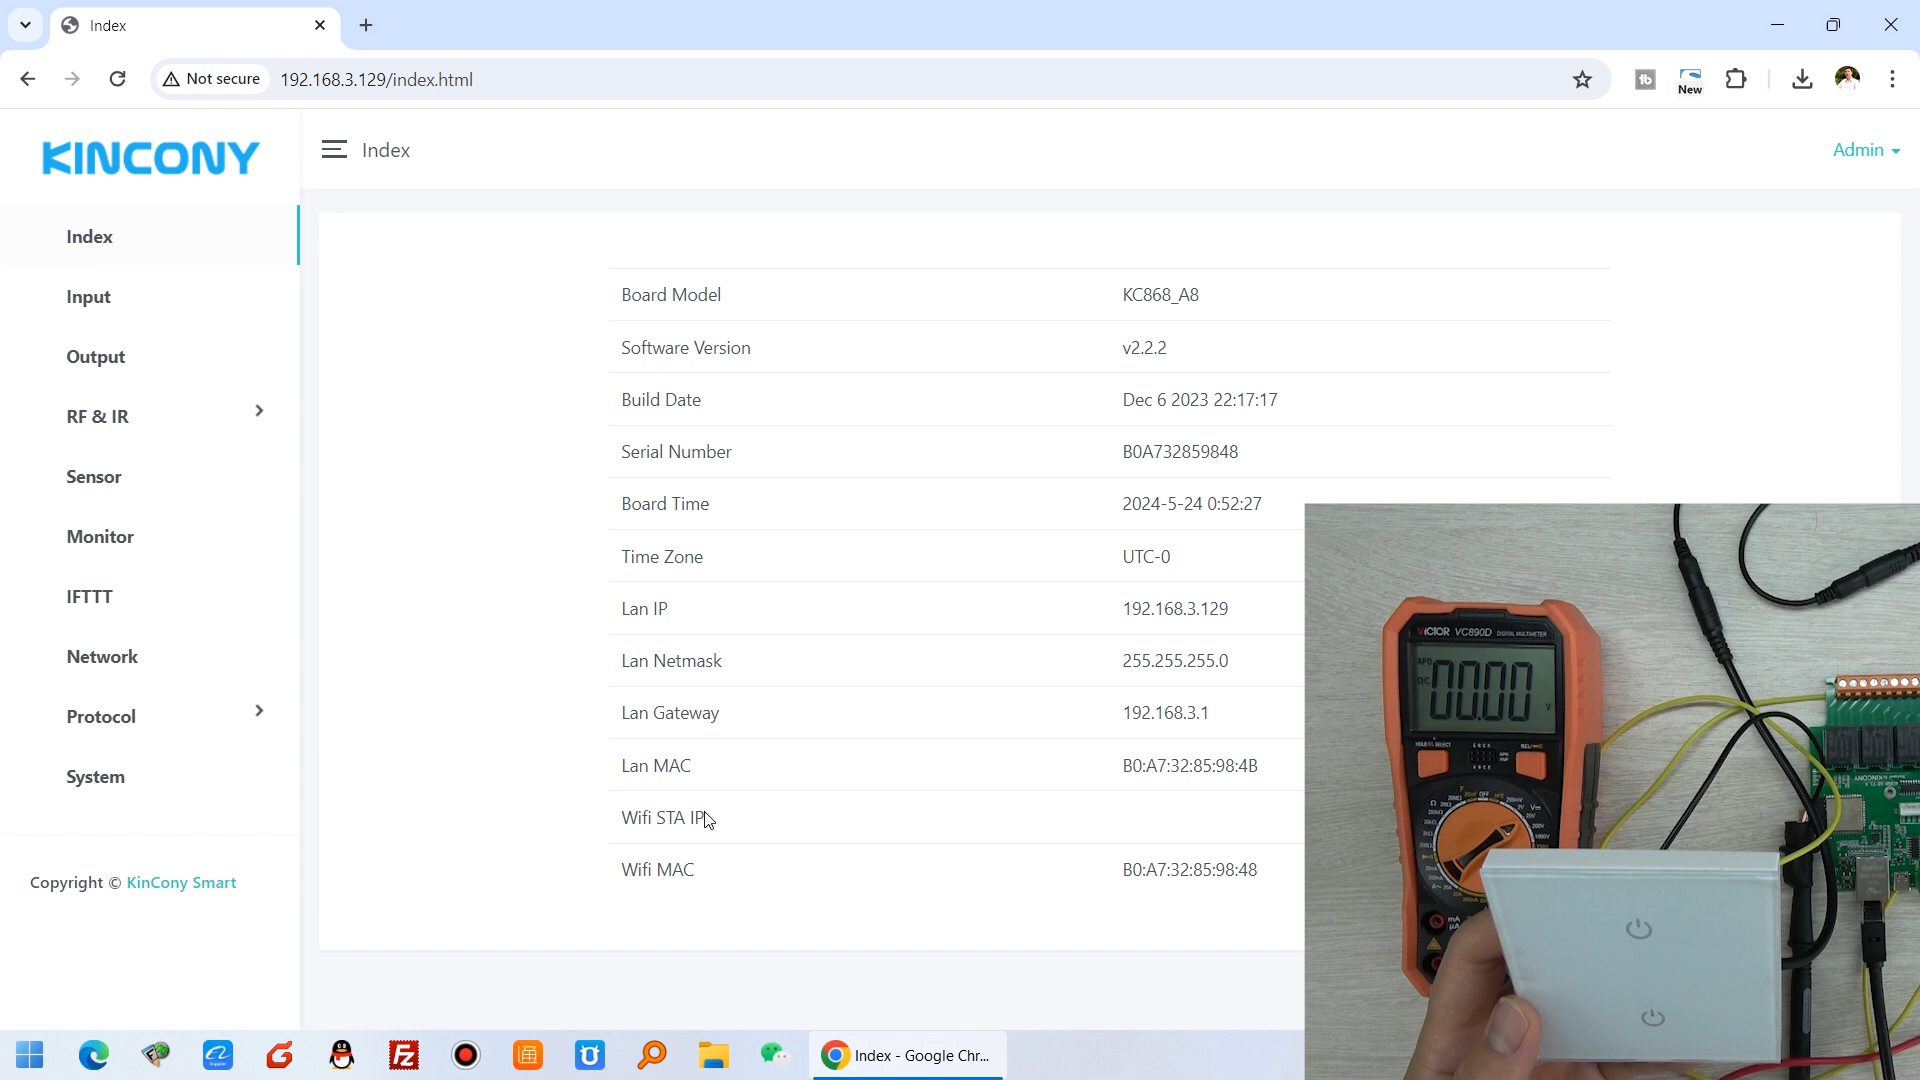 Index
Not secure
192.168.3.129/index.html
New
KINCONY
Index
Admin
Index
Input
Output
RF & IR
Sensor
Monitor
IFTTT
Network
Protocol
System
Copyright © KinCony Smart
Board Model KC868_A8
Software Version v2.2.2
Build Date Dec 6 2023 22:17:17
Serial Number B0A732859848
Board Time 2024-5-24 0:52:27
Time Zone UTC-0
Lan IP 192.168.3.129
Lan Netmask 255.255.255.0
Lan Gateway 192.168.3.1
Lan MAC B0:A7:32:85:98:4B
Wifi STA IP
Wifi MAC B0:A7:32:85:98:48
VICTOR VC890D DIGITAL MULTIMETER
APO
DC
00.00
V
Index - Google Chr...